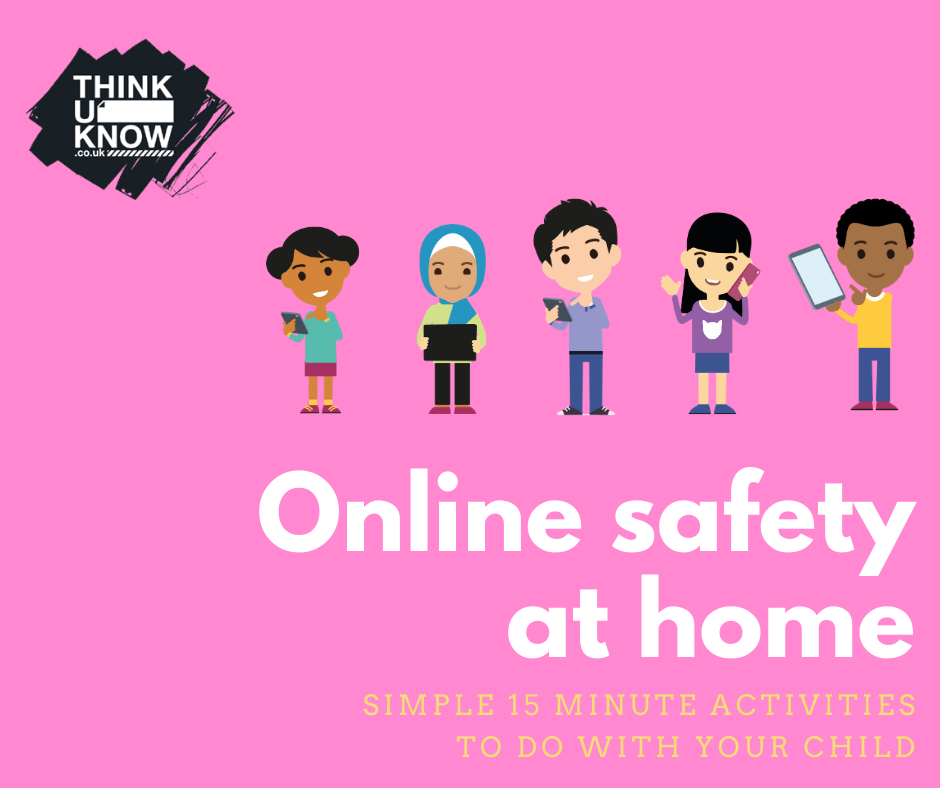 THINK
U
KNOW
.co.uk
Online safety
at home
SIMPLE 15 MINUTE ACTIVITIES
TO DO WITH YOUR CHILD